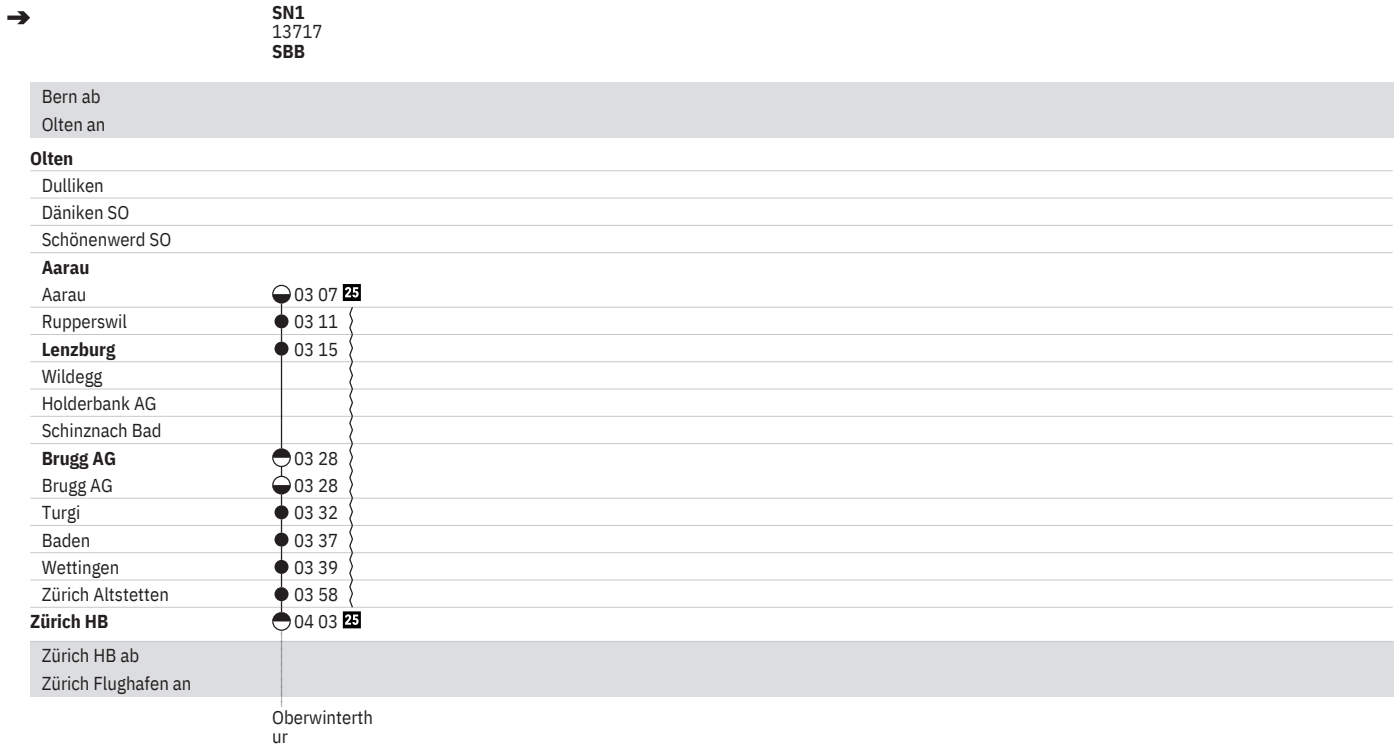 ➔
SN1
13717
SBB
Bern ab
Olten an
Olten
Dulliken
Däniken SO
Schönenwerd SO
Aarau
Aarau 03 07 25
Rupperswil 03 11
Lenzburg 03 15
Wildegg
Holderbank AG
Schinznach Bad
Brugg AG 03 28
Brugg AG 03 28
Turgi 03 32
Baden 03 37
Wettingen 03 39
Zürich Altstetten 03 58
Zürich HB 04 03 25
Zürich HB ab
Zürich Flughafen an
Oberwinterth
ur